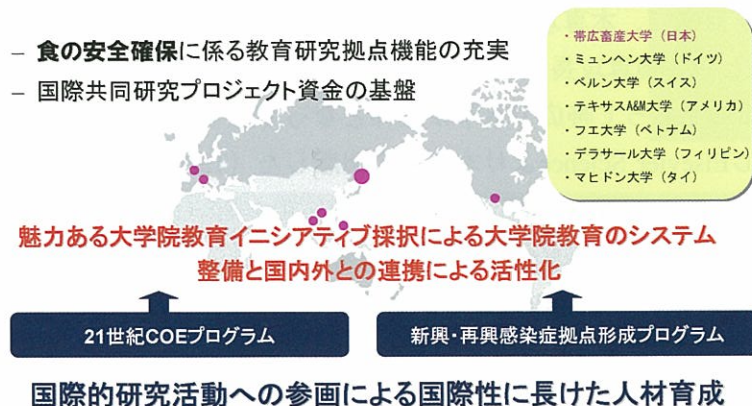 – 食の安全確保に係る教育研究拠点機能の充実
– 国際共同研究プロジェクト資金の基盤
・帯広畜産大学（日本）
・ミュンヘン大学（ドイツ）
・ベルン大学（スイス）
・テキサスA&M大学（アメリカ）
・フエ大学（ベトナム）
・デラサール大学（フィリピン）
・マヒドン大学（タイ）
魅力ある大学院教育イニシアティブ採択による大学院教育のシステム
整備と国内外との連携による活性化
21世紀COEプログラム
新興・再興感染症拠点形成プログラム
国際的研究活動への参画による国際性に長けた人材育成